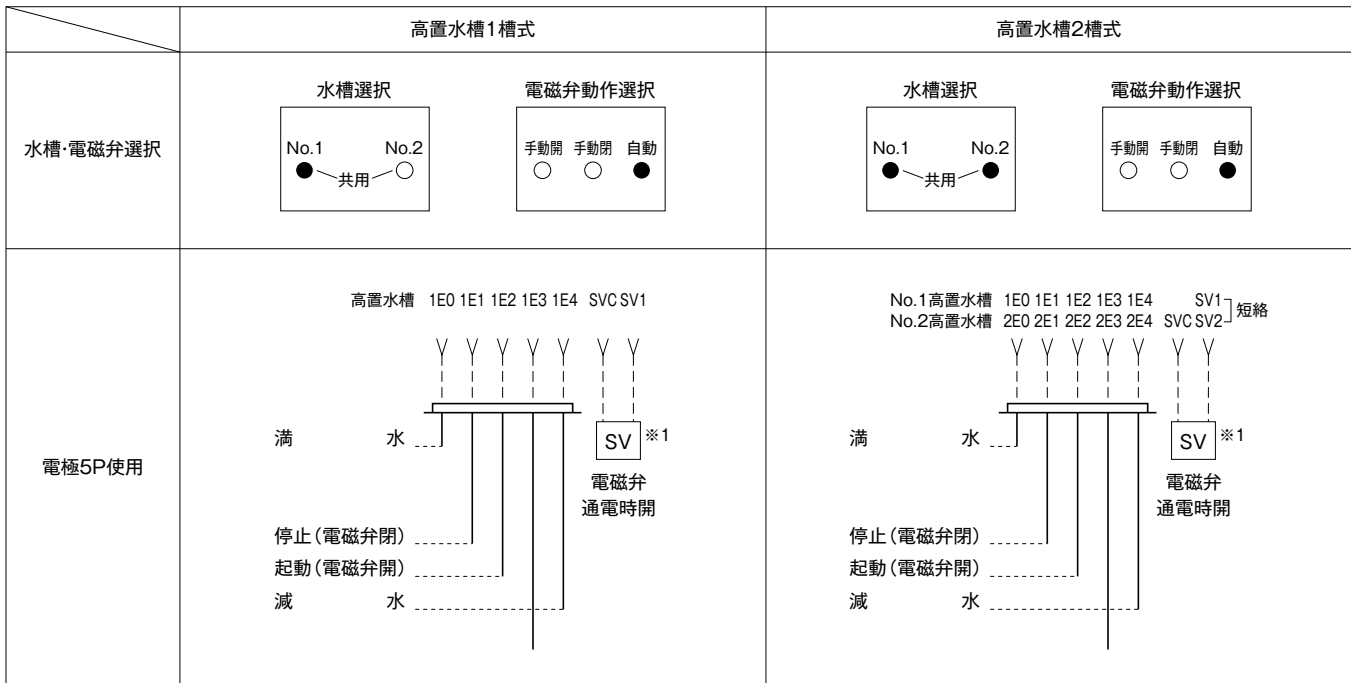 高置水槽1槽式
高置水槽2槽式
水槽・電磁弁選択
水槽選択
No.1
No.2
共用
電磁弁動作選択
手動開 手動閉 自動
水槽選択
No.1
No.2
共用
電磁弁動作選択
手動開 手動閉 自動
電極5P使用
高置水槽 1E0 1E1 1E2 1E3 1E4 SVC SV1
満 水
SV ※1
電磁弁
通電時開
停止(電磁弁閉)
起動(電磁弁開)
減 水
No.1高置水槽 1E0 1E1 1E2 1E3 1E4 SV1
No.2高置水槽 2E0 2E1 2E2 2E3 2E4 SVC SV2
短絡
満 水
SV ※1
電磁弁
通電時開
停止(電磁弁閉)
起動(電磁弁開)
減 水